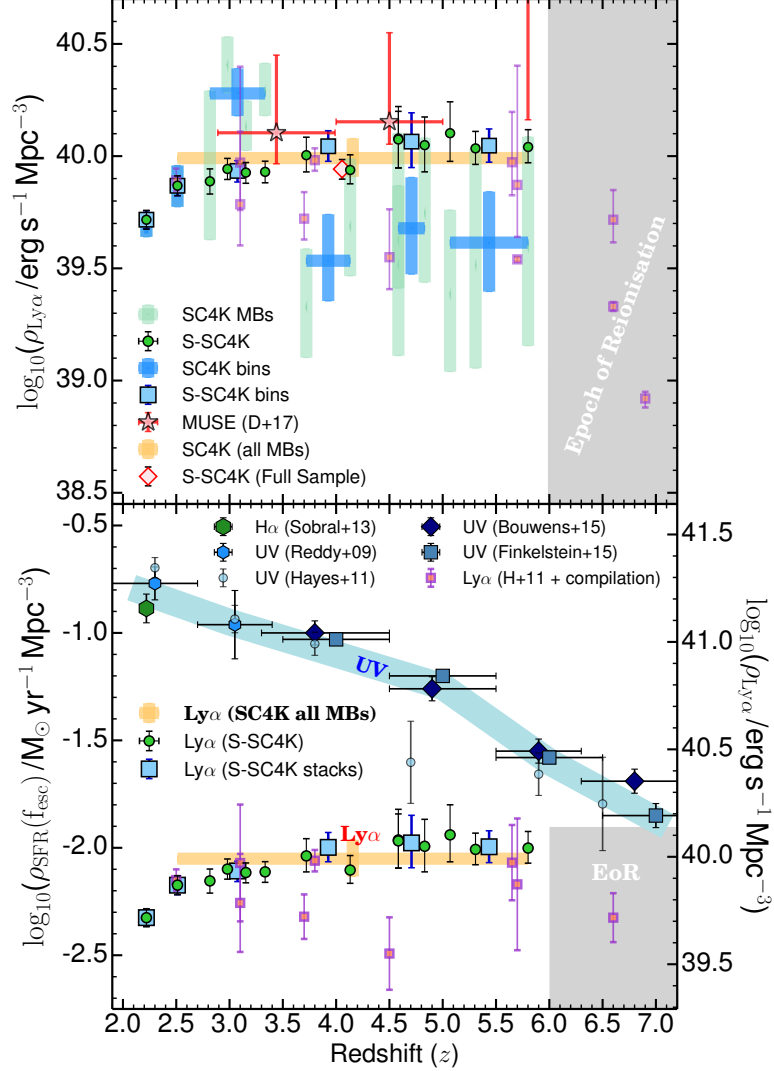 40.5
40.0
39.5
39.0
38.5
log₁₀(ρ_Lyα/erg s⁻¹ Mpc⁻³)
SC4K MBs
S-SC4K
SC4K bins
S-SC4K bins
MUSE (D+17)
SC4K (all MBs)
S-SC4K (Full Sample)
Epoch of Reionisation
-0.5
-1.0
-1.5
-2.0
-2.5
log₁₀(ρ_SFR(f_esc)/M_⊙ yr⁻¹ Mpc⁻³)
Hα (Sobral+13)
UV (Reddy+09)
UV (Hayes+11)
UV (Bouwens+15)
UV (Finkelstein+15)
Lyα (H+11 + compilation)
UV
Lyα (SC4K all MBs)
Lyα (S-SC4K)
Lyα (S-SC4K stacks)
Lyα
EoR
41.5
41.0
40.5
40.0
39.5
log₁₀(ρ_Lyα/erg s⁻¹ Mpc⁻³)
2.0 2.5 3.0 3.5 4.0 4.5 5.0 5.5 6.0 6.5 7.0
Redshift (z)